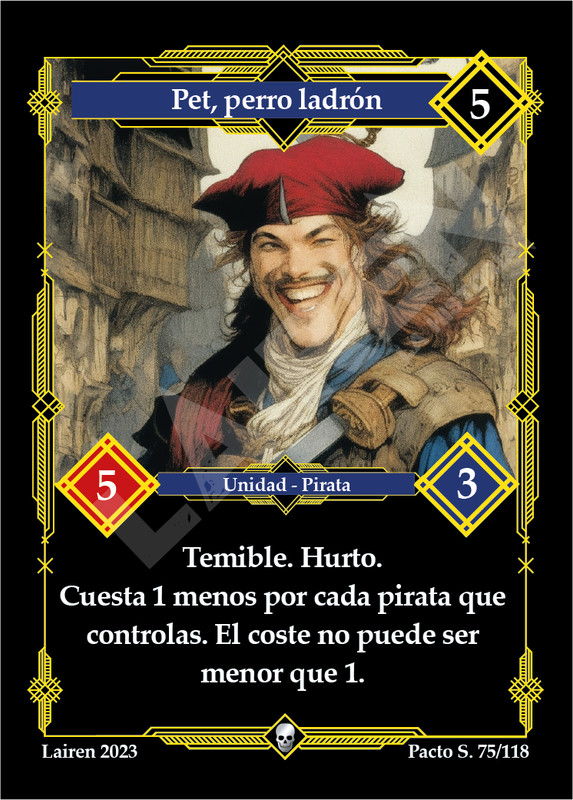 Pet, perro ladrón
5
LAIREN
5
Unidad - Pirata
3
Temible. Hurto.
Cuesta 1 menos por cada pirata que
controlas. El coste no puede ser
menor que 1.
Lairen 2023
Pacto S. 75/118